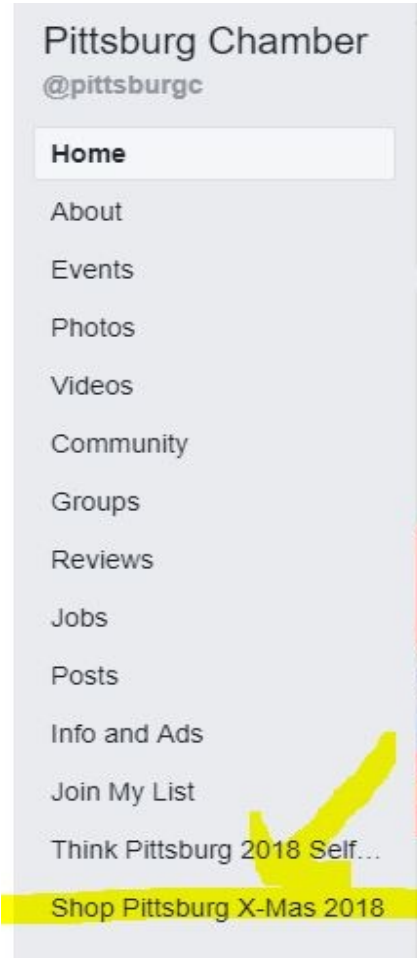 Pittsburg Chamber
@pittsburgc
Home
About
Events
Photos
Videos
Community
Groups
Reviews
Jobs
Posts
Info and Ads
Join My List
Think Pittsburg 2018 Self...
Shop Pittsburg X-Mas 2018